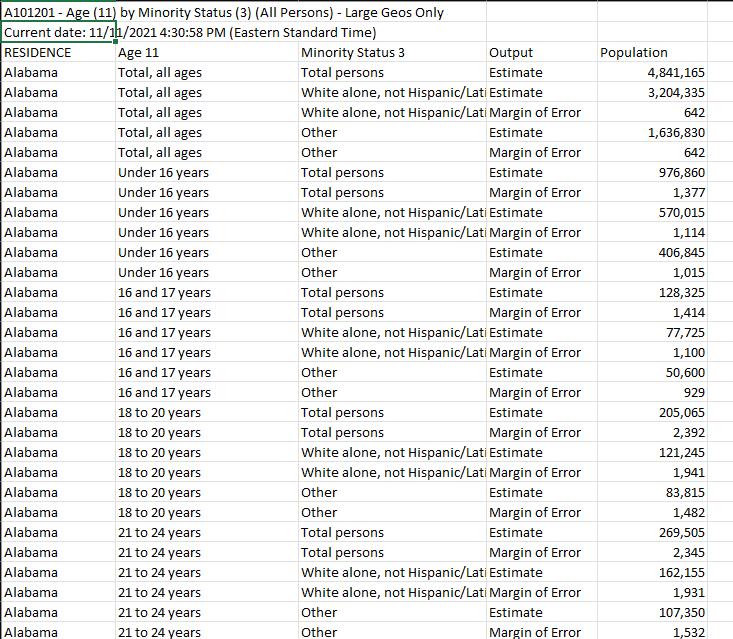 A101201 - Age (11) by Minority Status (3) (All Persons) - Large Geos Only
Current date: 11/11/2021 4:30:58 PM (Eastern Standard Time)
RESIDENCE Age 11 Minority Status 3 Output Population
Alabama Total, all ages Total persons Estimate 4,841,165
Alabama Total, all ages White alone, not Hispanic/Lati Estimate 3,204,335
Alabama Total, all ages White alone, not Hispanic/Lati Margin of Error 642
Alabama Total, all ages Other Estimate 1,636,830
Alabama Total, all ages Other Margin of Error 642
Alabama Under 16 years Total persons Estimate 976,860
Alabama Under 16 years Total persons Margin of Error 1,377
Alabama Under 16 years White alone, not Hispanic/Lati Estimate 570,015
Alabama Under 16 years White alone, not Hispanic/Lati Margin of Error 1,114
Alabama Under 16 years Other Estimate 406,845
Alabama Under 16 years Other Margin of Error 1,015
Alabama 16 and 17 years Total persons Estimate 128,325
Alabama 16 and 17 years Total persons Margin of Error 1,414
Alabama 16 and 17 years White alone, not Hispanic/Lati Estimate 77,725
Alabama 16 and 17 years White alone, not Hispanic/Lati Margin of Error 1,100
Alabama 16 and 17 years Other Estimate 50,600
Alabama 16 and 17 years Other Margin of Error 929
Alabama 18 to 20 years Total persons Estimate 205,065
Alabama 18 to 20 years Total persons Margin of Error 2,392
Alabama 18 to 20 years White alone, not Hispanic/Lati Estimate 121,245
Alabama 18 to 20 years White alone, not Hispanic/Lati Margin of Error 1,941
Alabama 18 to 20 years Other Estimate 83,815
Alabama 18 to 20 years Other Margin of Error 1,482
Alabama 21 to 24 years Total persons Estimate 269,505
Alabama 21 to 24 years Total persons Margin of Error 2,345
Alabama 21 to 24 years White alone, not Hispanic/Lati Estimate 162,155
Alabama 21 to 24 years White alone, not Hispanic/Lati Margin of Error 1,931
Alabama 21 to 24 years Other Estimate 107,350
Alabama 21 to 24 years Other Margin of Error 1,532